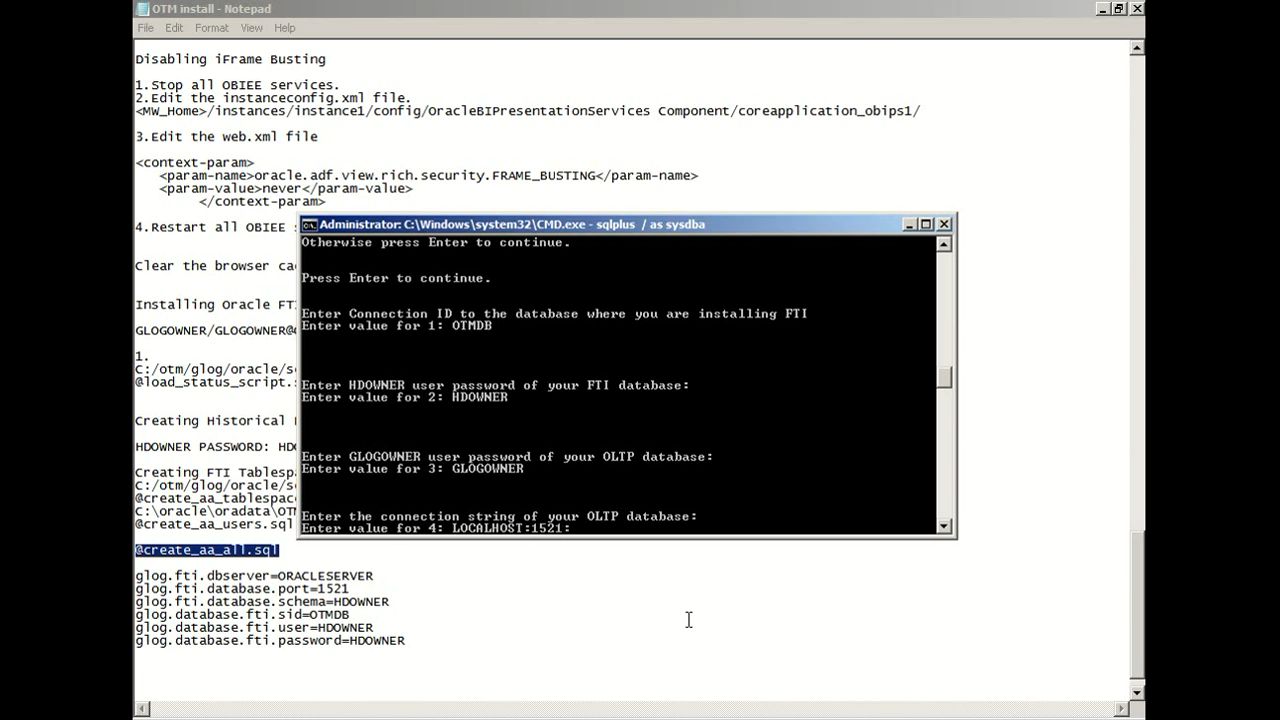 OTM install - Notepad
File Edit Format View Help
Disabling iFrame Busting
1.Stop all OBIEE services.
2.Edit the instanceconfig.xml file.
<MW_Home>/instances/instance1/config/OracleBIPresentationServices Component/coreapplication_obips1/
3.Edit the web.xml file
<context-param>
<param-name>oracle.adf.view.rich.security.FRAME_BUSTING</param-name>
<param-value>never</param-value>
</context-param>
4.Restart all OBIEE
Clear the browser
Installing Oracle FTI
GLOGOWNER/GLOGOWNER@
1.
C:/otm/glog/oracle/
@load_status_script.
Creating Historical
HDOWNER PASSWORD: HD
Creating FTI
C:/otm/glog/oracle/
@create_aa_tablespac
C:\oracle\oradata\OT
@create_aa_users.sql
@create_aa_all.sql
glog.fti.dbserver=ORACLESERVER
glog.fti.database.port=1521
glog.fti.database.schema=HDOWNER
glog.database.fti.sid=OTMDB
glog.database.fti.user=HDOWNER
glog.database.fti.password=HDOWNER
Administrator: C:\Windows\system32\CMD.exe - sqlplus / as sysdba
Otherwise press Enter to continue.
Press Enter to continue.
Enter Connection ID to the database where you are installing FTI
Enter value for 1: OTMDB
Enter HDOWNER user password of your FTI database:
Enter value for 2: HDOWNER
Enter GLOGOWNER user password of your OLTP database:
Enter value for 3: GLOGOWNER
Enter the connection string of your OLTP database:
Enter value for 4: LOCALHOST:1521: